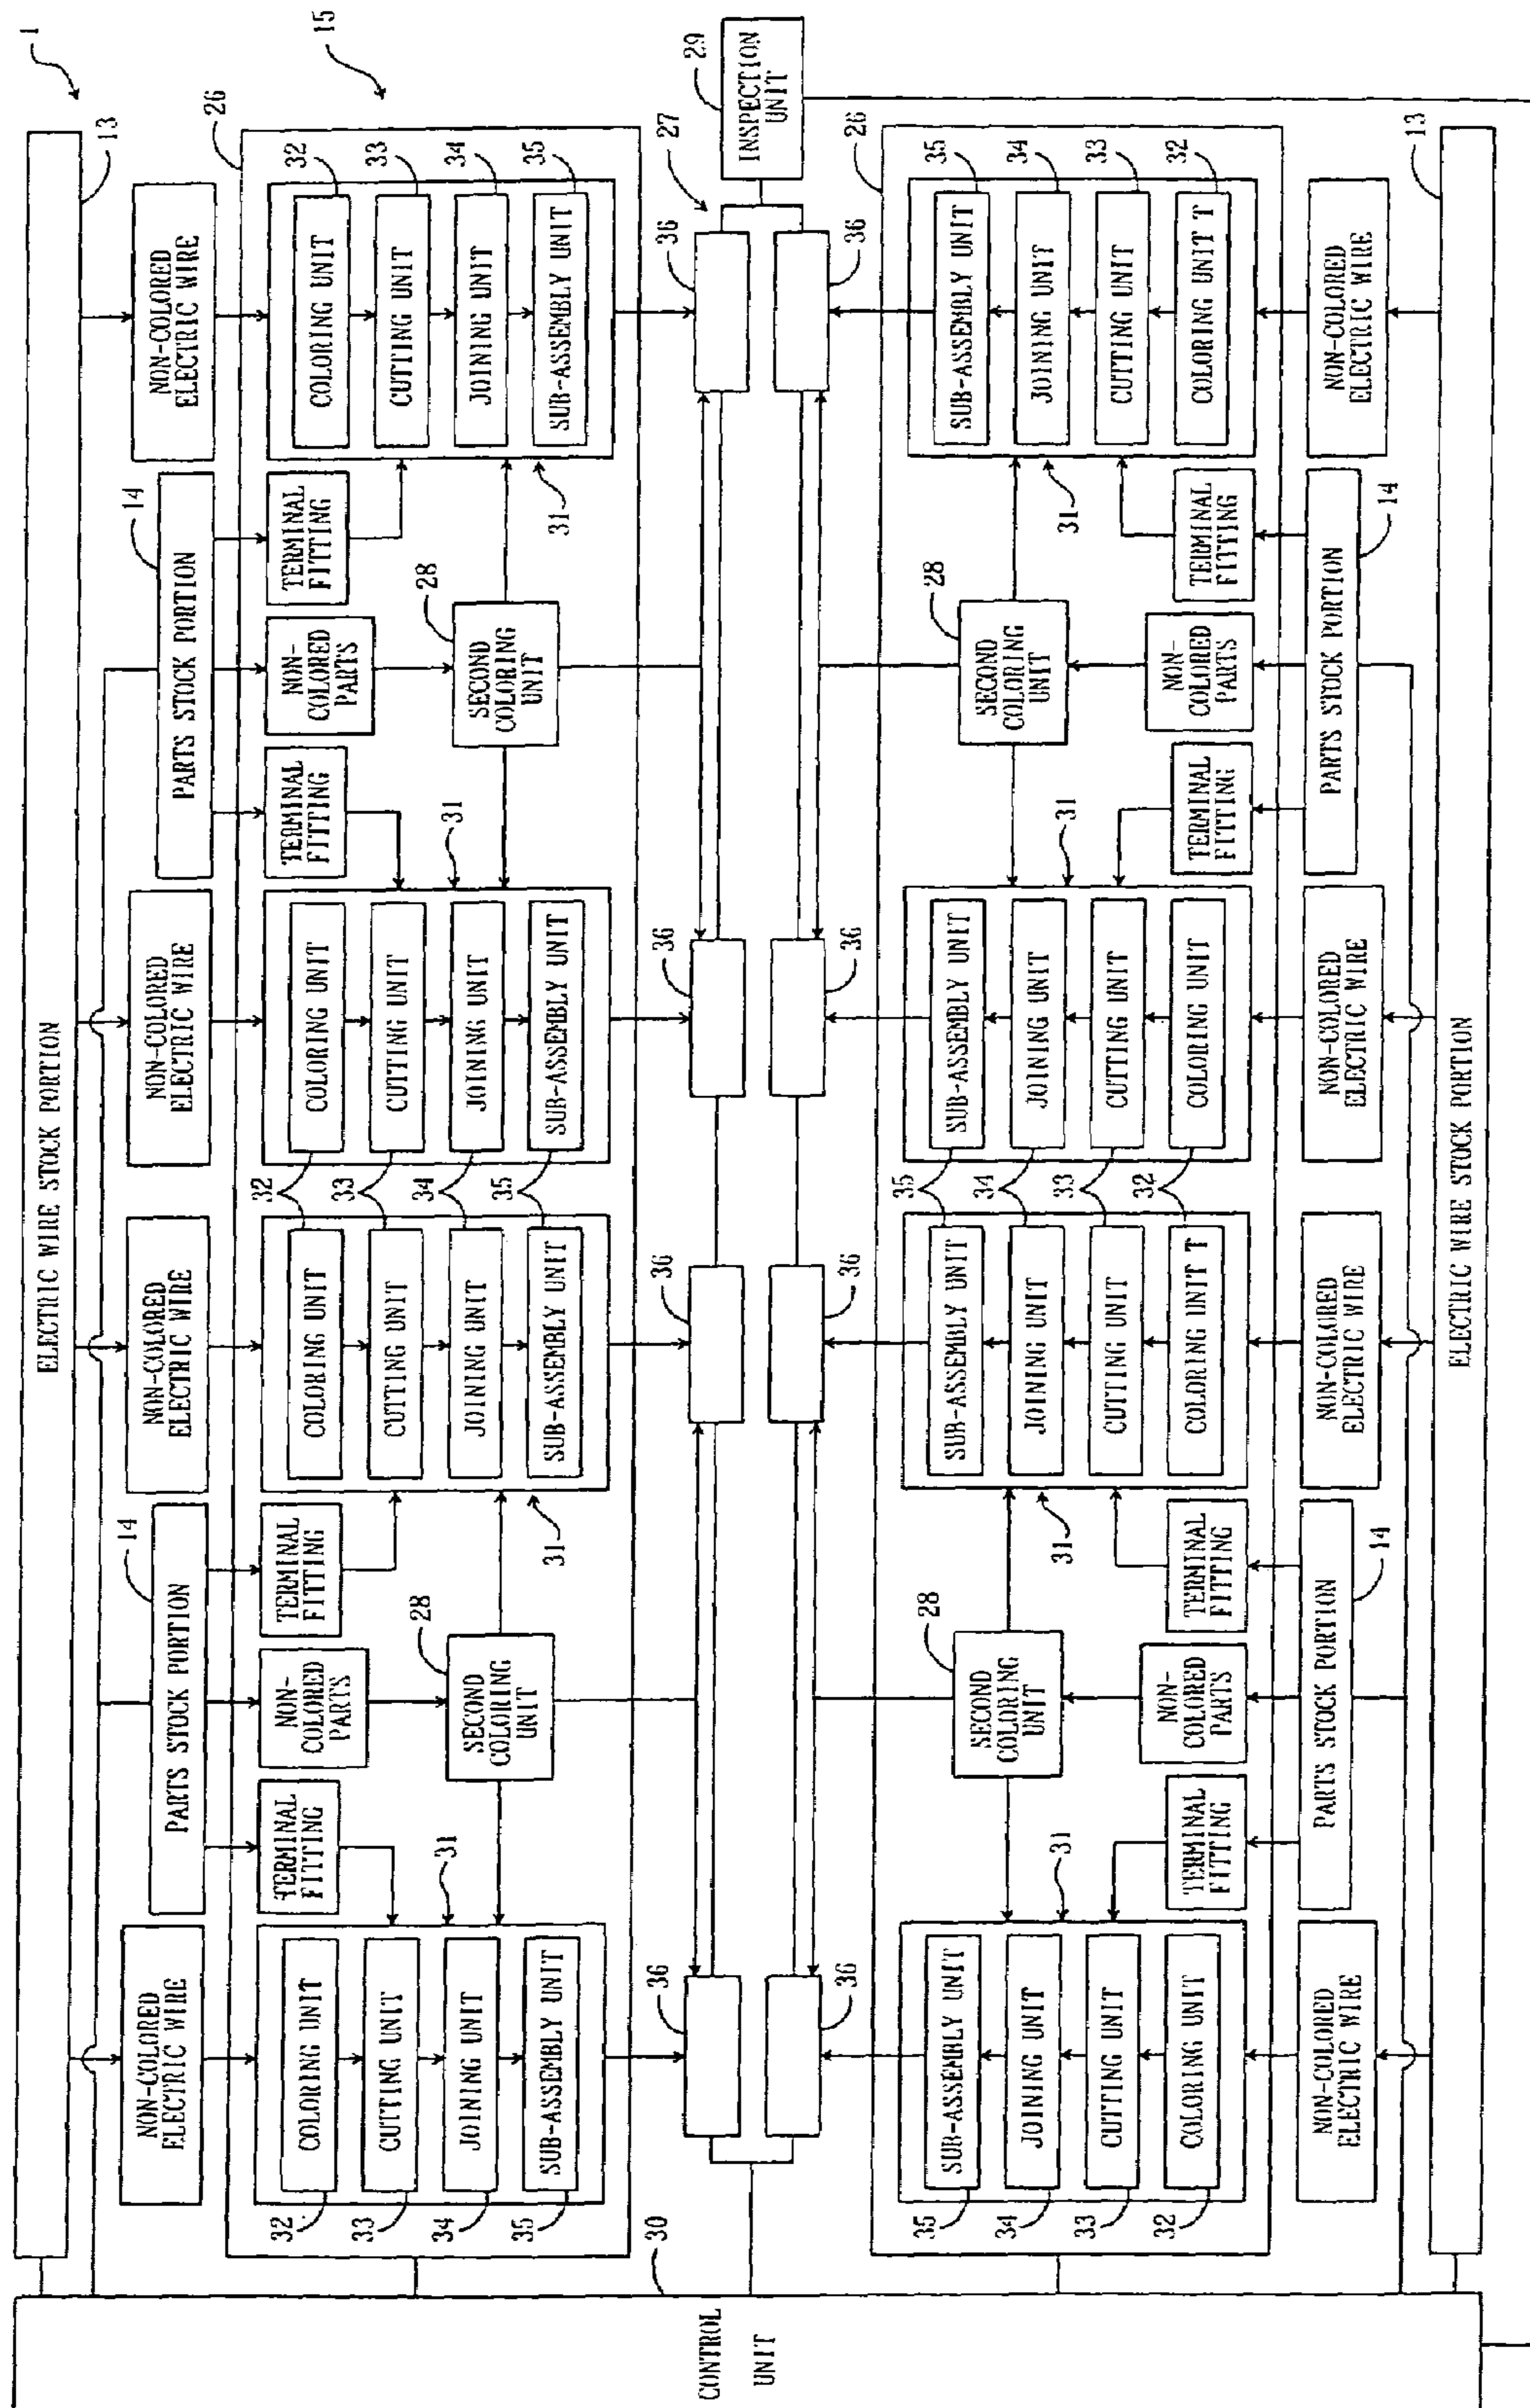 1
ELECTRIC WIRE STOCK PORTION
13
NON-COLORED
ELECTRIC WIRE
14
PARTS STOCK PORTION
NON-COLORED
ELECTRIC WIRE
NON-COLORED
ELECTRIC WIRE
14
PARTS STOCK PORTION
NON-COLORED
ELECTRIC WIRE
26
15
TERMINAL
FITTING
NON-
COLORED
PARTS
TERMINAL
FITTING
TERMINAL
FITTING
NON-
COLORED
PARTS
TERMINAL
FITTING
32
COLORING UNIT
COLORING UNIT
32
COLORING UNIT
COLORING UNIT
32
33
CUTTING UNIT
CUTTING UNIT
33
CUTTING UNIT
CUTTING UNIT
33
34
JOINING UNIT
31
28
SECOND
COLORING
UNIT
JOINING UNIT
34
JOINING UNIT
31
28
SECOND
COLORING
UNIT
JOINING UNIT
34
35
SUB-ASSEMBLY UNIT
31
SUB-ASSEMBLY UNIT
35
SUB-ASSEMBLY UNIT
31
SUB-ASSEMBLY UNIT
35
30
CONTROL
UNIT
36
36
36
36
27
29
INSPECTION
UNIT
36
36
36
36
26
35
SUB-ASSEMBLY UNIT
28
SECOND
COLORING
UNIT
SUB-ASSEMBLY UNIT
35
SUB-ASSEMBLY UNIT
28
SECOND
COLORING
UNIT
SUB-ASSEMBLY UNIT
35
34
JOINING UNIT
31
31
JOINING UNIT
34
JOINING UNIT
31
31
JOINING UNIT
34
33
CUTTING UNIT
CUTTING UNIT
33
CUTTING UNIT
CUTTING UNIT
33
32
COLORING UNIT
COLORING UNIT T
32
COLORING UNIT
COLORING UNIT T
32
TERMINAL
FITTING
NON-
COLORED
PARTS
TERMINAL
FITTING
TERMINAL
FITTING
NON-
COLORED
PARTS
TERMINAL
FITTING
NON-COLORED
ELECTRIC WIRE
PARTS STOCK PORTION
14
NON-COLORED
ELECTRIC WIRE
NON-COLORED
ELECTRIC WIRE
PARTS STOCK PORTION
14
NON-COLORED
ELECTRIC WIRE
13
ELECTRIC WIRE STOCK PORTION